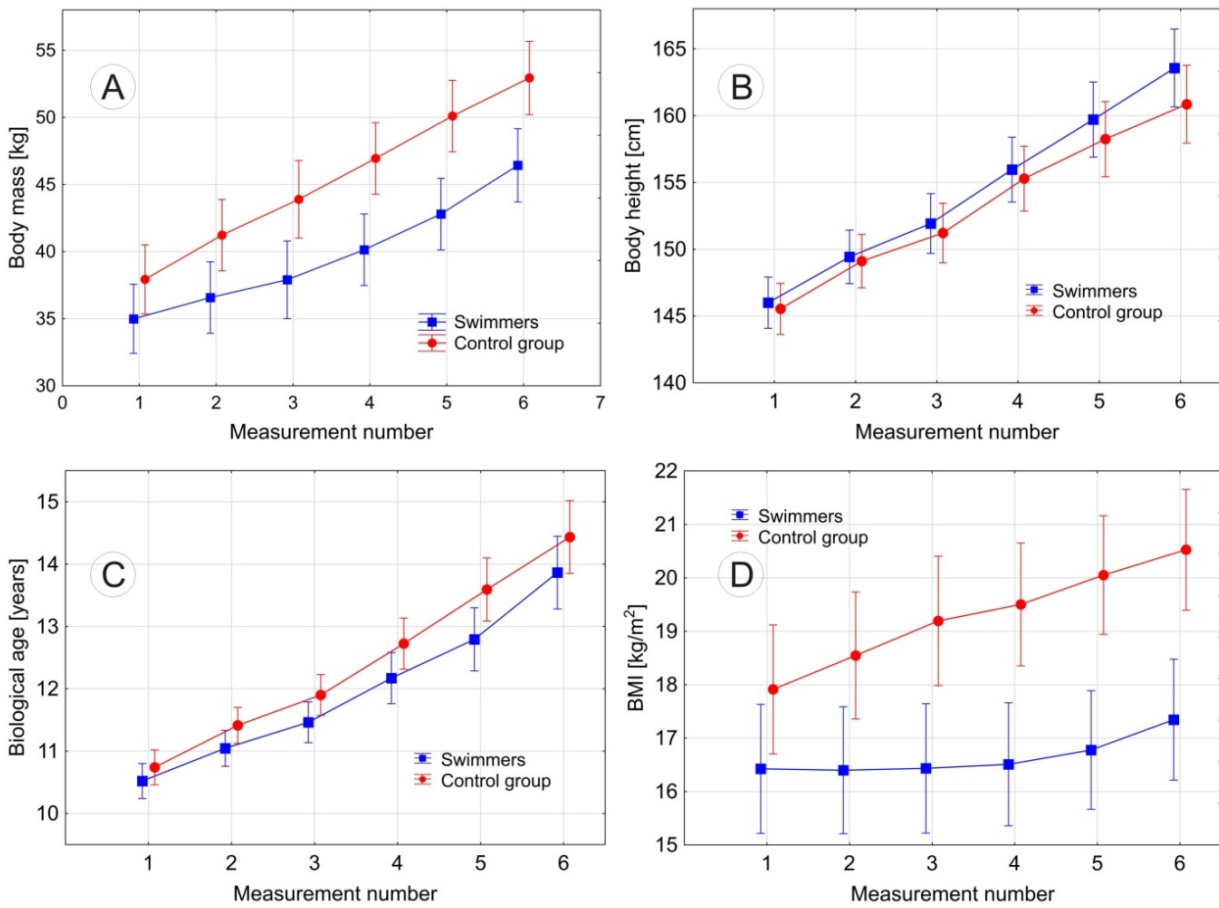 A
Body mass [kg]
55
50
45
40
35
30
0
1
2
3
4
5
6
7
Swimmers
Control group
Measurement number
B
Body height [cm]
165
160
155
150
145
140
1
2
3
4
5
6
Swimmers
Control group
Measurement number
C
Biological age [years]
15
14
13
12
11
10
1
2
3
4
5
6
Swimmers
Control group
Measurement number
D
BMI [kg/m²]
22
21
20
19
18
17
16
15
1
2
3
4
5
6
Swimmers
Control group
Measurement number